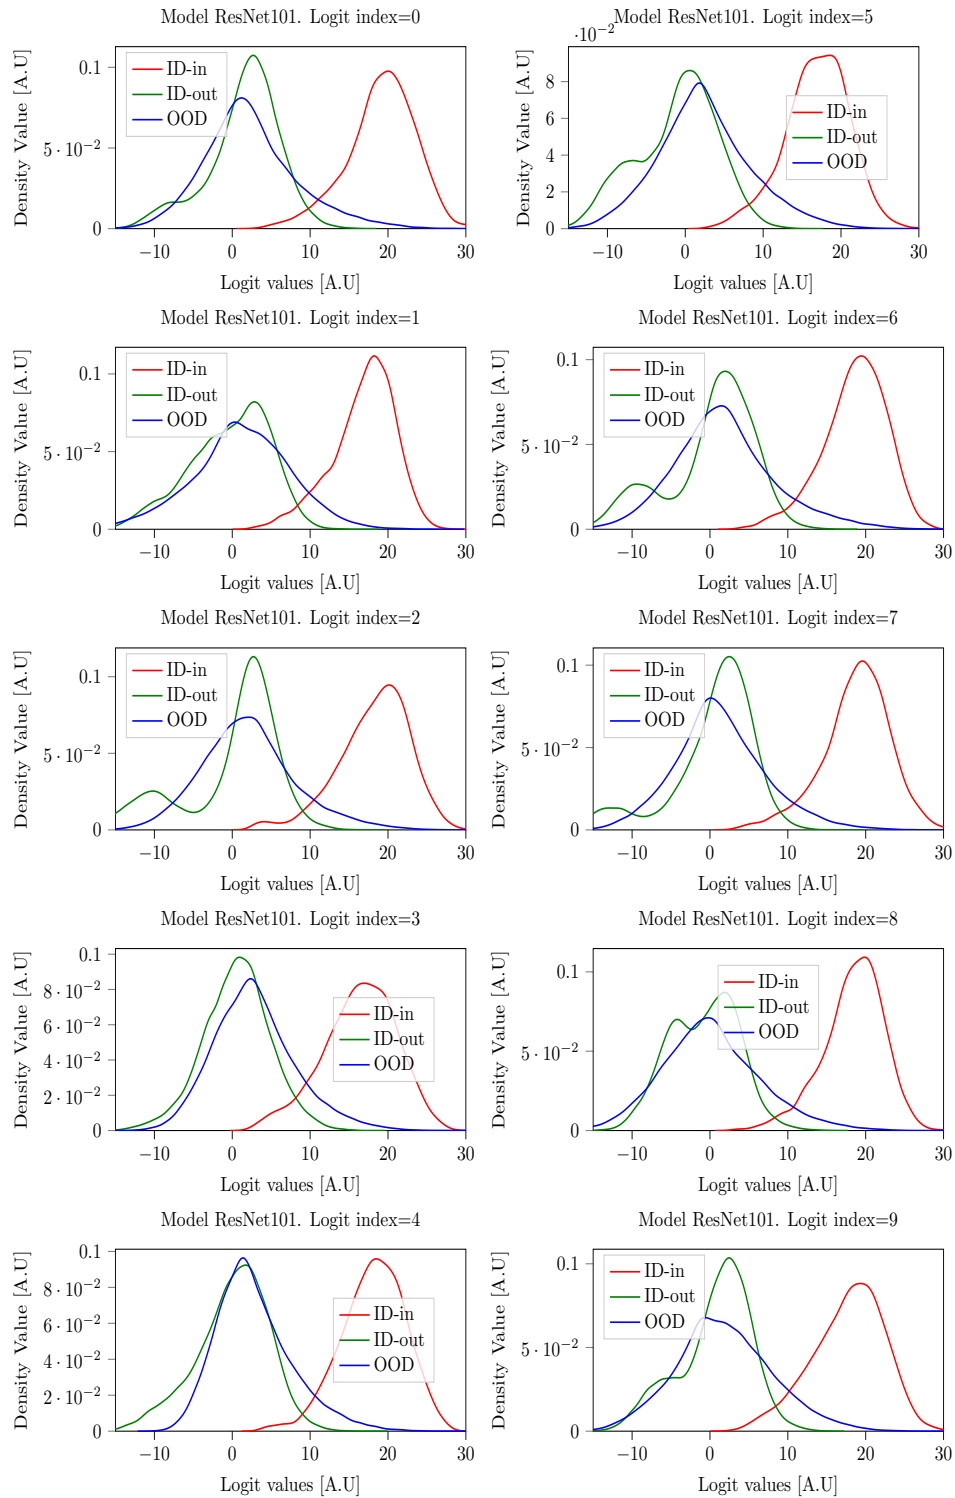 Model ResNet101. Logit index=0
Density Value [A.U]
0.1
5 · 10⁻²
0
ID-in
ID-out
OOD
−10 0 10 20 30
Logit values [A.U]
Model ResNet101. Logit index=5
·10⁻²
Density Value [A.U]
8
6
4
2
0
ID-in
ID-out
OOD
−10 0 10 20 30
Logit values [A.U]
Model ResNet101. Logit index=1
Density Value [A.U]
0.1
5 · 10⁻²
0
ID-in
ID-out
OOD
−10 0 10 20 30
Logit values [A.U]
Model ResNet101. Logit index=6
Density Value [A.U]
0.1
5 · 10⁻²
0
ID-in
ID-out
OOD
−10 0 10 20 30
Logit values [A.U]
Model ResNet101. Logit index=2
Density Value [A.U]
0.1
5 · 10⁻²
0
ID-in
ID-out
OOD
−10 0 10 20 30
Logit values [A.U]
Model ResNet101. Logit index=7
Density Value [A.U]
0.1
5 · 10⁻²
0
ID-in
ID-out
OOD
−10 0 10 20 30
Logit values [A.U]
Model ResNet101. Logit index=3
Density Value [A.U]
0.1
8 · 10⁻²
6 · 10⁻²
4 · 10⁻²
2 · 10⁻²
0
ID-in
ID-out
OOD
−10 0 10 20 30
Logit values [A.U]
Model ResNet101. Logit index=8
Density Value [A.U]
0.1
5 · 10⁻²
0
ID-in
ID-out
OOD
−10 0 10 20 30
Logit values [A.U]
Model ResNet101. Logit index=4
Density Value [A.U]
0.1
8 · 10⁻²
6 · 10⁻²
4 · 10⁻²
2 · 10⁻²
0
ID-in
ID-out
OOD
−10 0 10 20 30
Logit values [A.U]
Model ResNet101. Logit index=9
Density Value [A.U]
0.1
5 · 10⁻²
0
ID-in
ID-out
OOD
−10 0 10 20 30
Logit values [A.U]